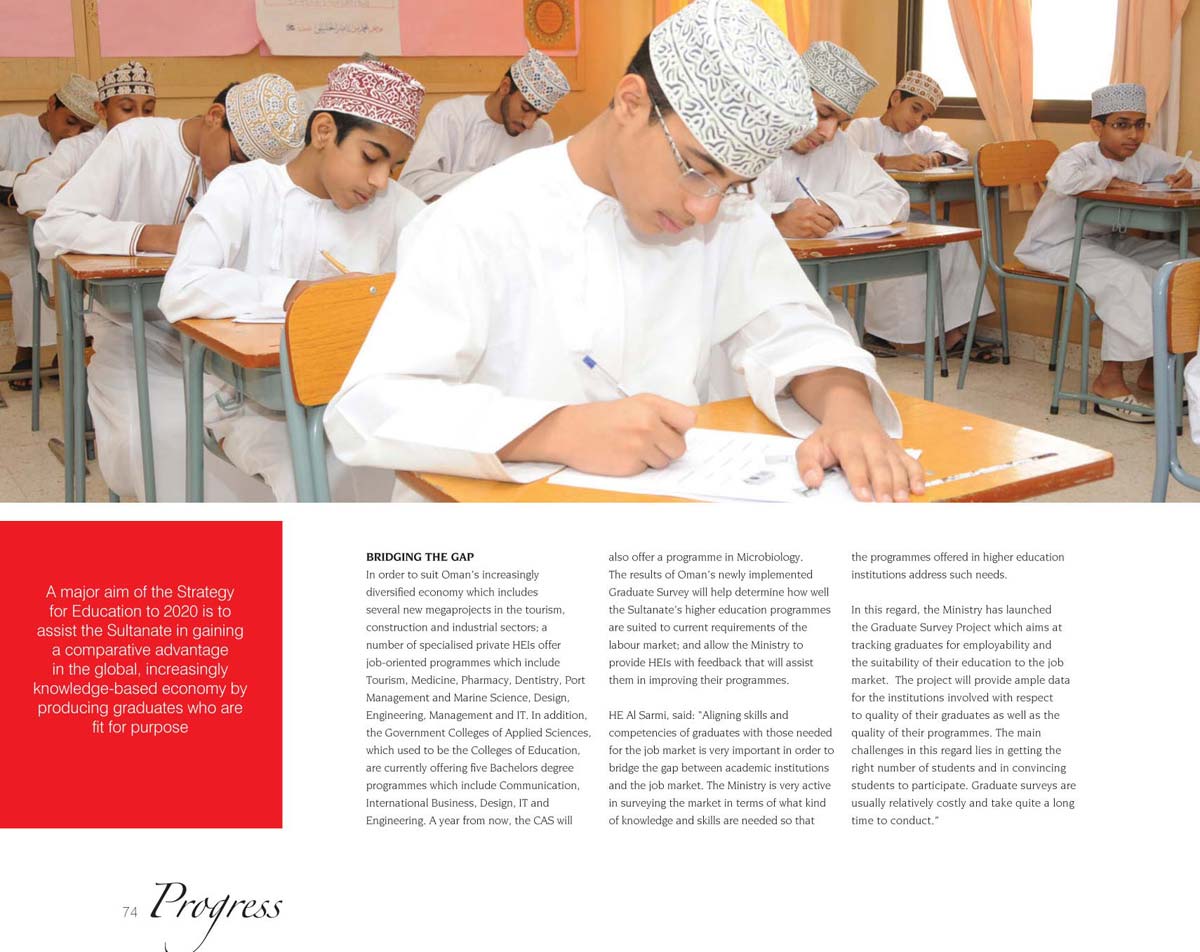 A major aim of the Strategy
for Education to 2020 is to
assist the Sultanate in gaining
a comparative advantage
in the global, increasingly
knowledge-based economy by
producing graduates who are
fit for purpose
BRIDGING THE GAP
In order to suit Oman's increasingly
diversified economy which includes
several new megaprojects in the tourism,
construction and industrial sectors; a
number of specialised private HEIs offer
job-oriented programmes which include
Tourism, Medicine, Pharmacy, Dentistry, Port
Management and Marine Science, Design,
Engineering, Management and IT. In addition,
the Government Colleges of Applied Sciences,
which used to be the Colleges of Education,
are currently offering five Bachelors degree
programmes which include Communication,
International Business, Design, IT and
Engineering. A year from now, the CAS will
also offer a programme in Microbiology.
The results of Oman's newly implemented
Graduate Survey will help determine how well
the Sultanate's higher education programmes
are suited to current requirements of the
labour market; and allow the Ministry to
provide HEIs with feedback that will assist
them in improving their programmes.
HE Al Sarmi, said: "Aligning skills and
competencies of graduates with those needed
for the job market is very important in order to
bridge the gap between academic institutions
and the job market. The Ministry is very active
in surveying the market in terms of what kind
of knowledge and skills are needed so that
the programmes offered in higher education
institutions address such needs.
In this regard, the Ministry has launched
the Graduate Survey Project which aims at
tracking graduates for employability and
the suitability of their education to the job
market. The project will provide ample data
for the institutions involved with respect
to quality of their graduates as well as the
quality of their programmes. The main
challenges in this regard lies in getting the
right number of students and in convincing
students to participate. Graduate surveys are
usually relatively costly and take quite a long
time to conduct."
74 Progress